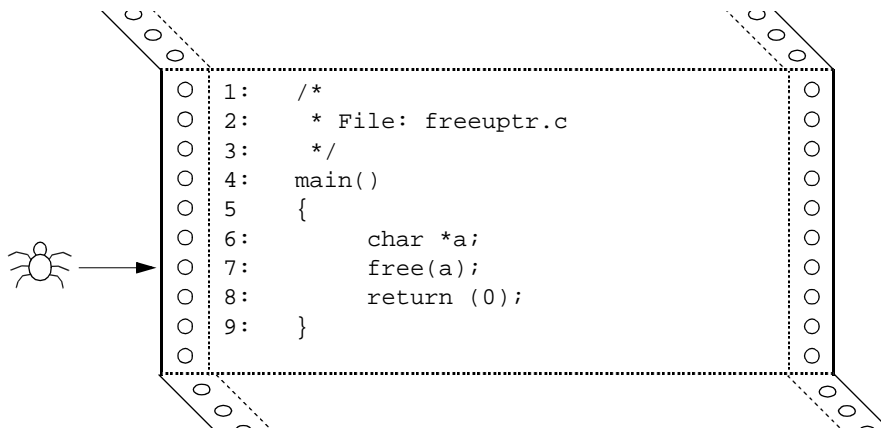 1: /*
2: * File: freeuptr.c
3: */
4: main()
5 {
6: char *a;
7: free(a);
8: return (0);
9: }